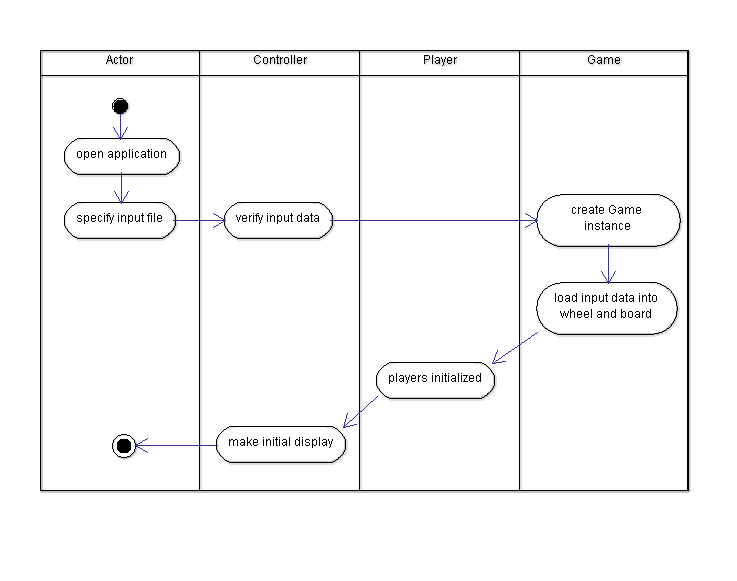 Actor
Controller
Player
Game
open application
specify input file
verify input data
create Game
instance
load input data into
wheel and board
players initialized
make initial display